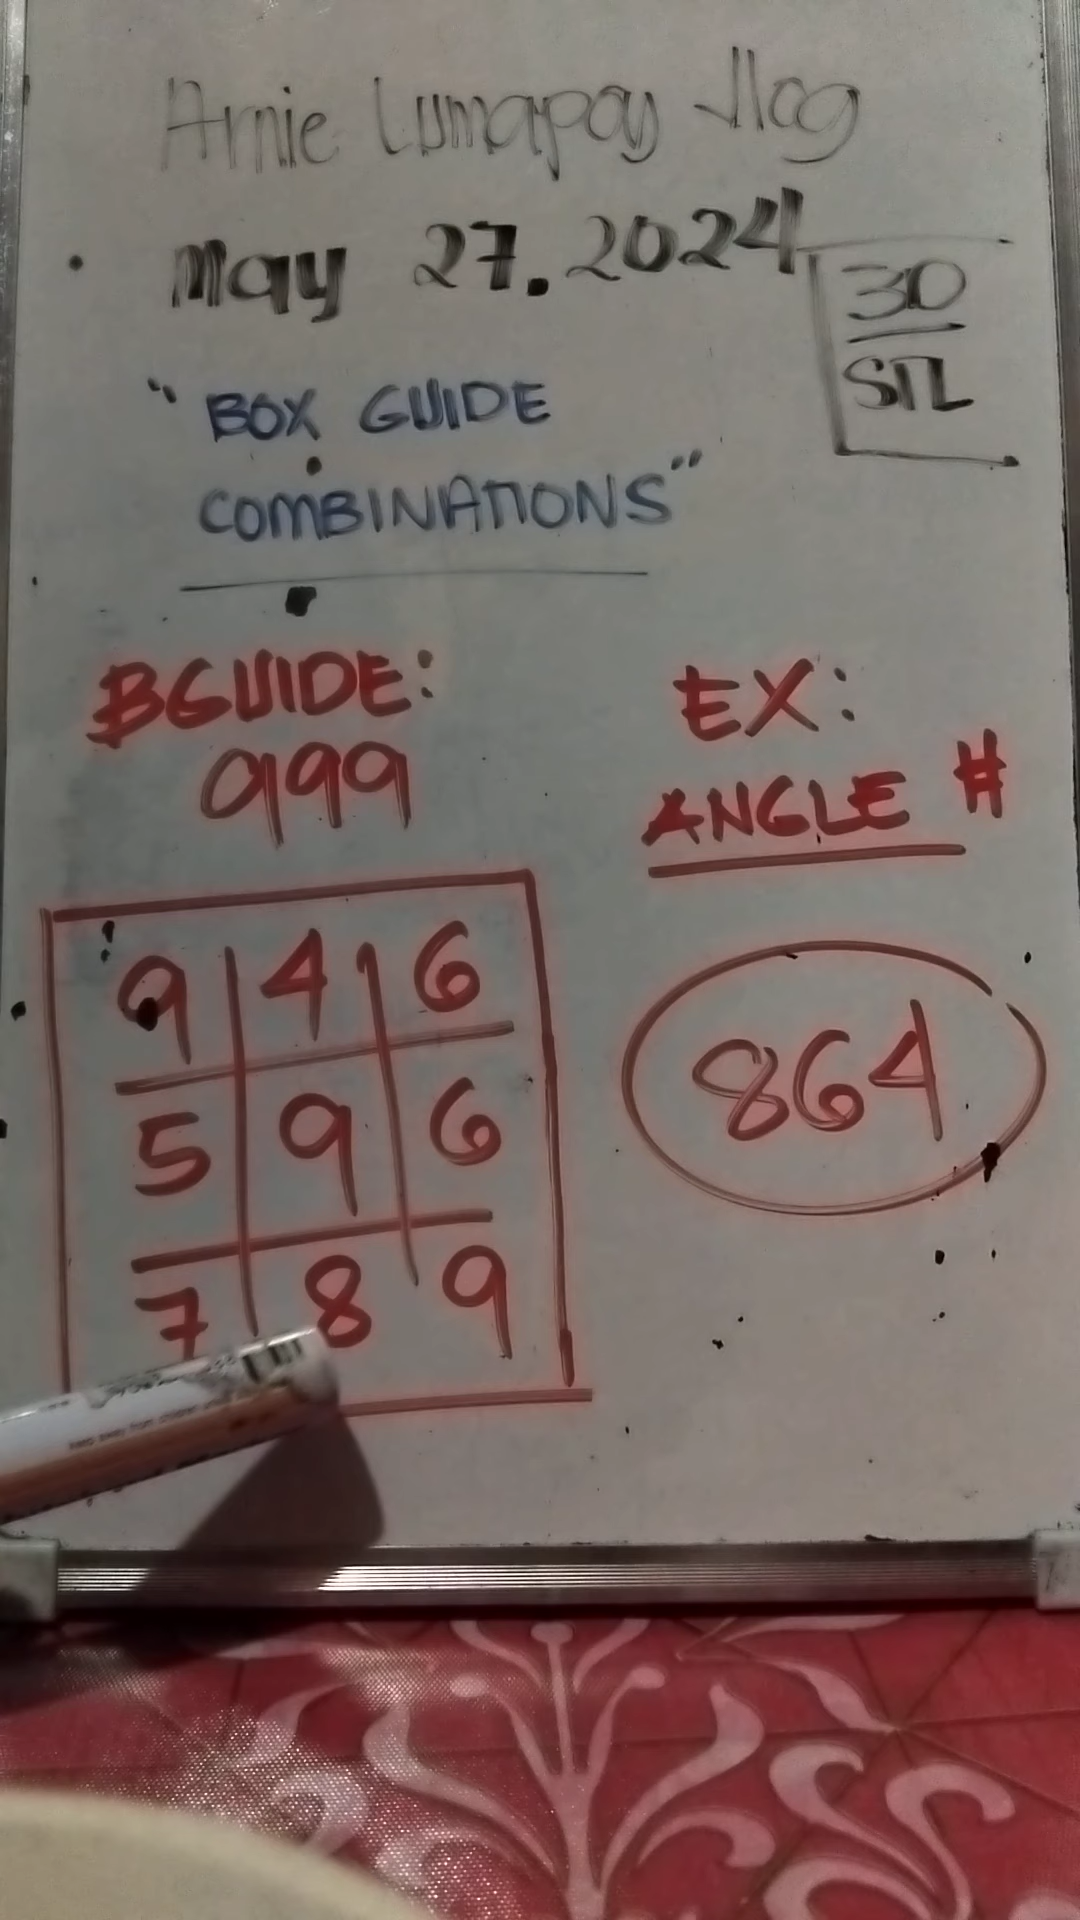 Arnie Lumapay Vlog
May 27.2024
3D
STL
"BOX GUIDE
COMBINATIONS"
BGUIDE:
999
EX:
ANGLE #
9 4 6
5 9 6
7 8 9
864